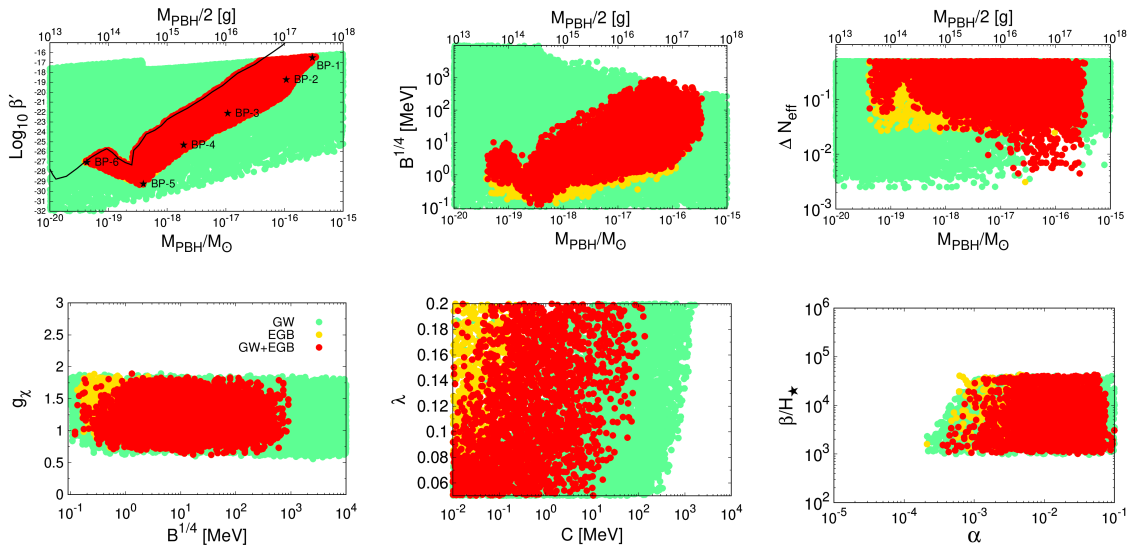 M_PBH/2 [g]
10^13 10^14 10^15 10^16 10^17 10^18
Log_10 β′
-15
-16
-17
-18
-19
-20
-21
-22
-23
-24
-25
-26
-27
-28
-29
-30
-31
-32
BP-1
BP-2
BP-3
BP-4
BP-6
BP-5
10^-20 10^-19 10^-18 10^-17 10^-16 10^-15
M_PBH/M_⊙
M_PBH/2 [g]
10^13 10^14 10^15 10^16 10^17 10^18
B^1/4 [MeV]
10^4
10^3
10^2
10^1
10^0
10^-1
10^-20 10^-19 10^-18 10^-17 10^-16 10^-15
M_PBH/M_⊙
M_PBH/2 [g]
10^13 10^14 10^15 10^16 10^17 10^18
Δ N_eff
10^-1
10^-2
10^-3
10^-20 10^-19 10^-18 10^-17 10^-16 10^-15
M_PBH/M_⊙
g_χ
3
2.5
2
1.5
1
0.5
0
GW
EGB
GW+EGB
10^-1 10^0 10^1 10^2 10^3 10^4
B^1/4 [MeV]
λ
0.2
0.18
0.16
0.14
0.12
0.1
0.08
0.06
10^-2 10^-1 10^0 10^1 10^2 10^3 10^4
C [MeV]
β/H_★
10^6
10^5
10^4
10^3
10^2
10^-5 10^-4 10^-3 10^-2 10^-1
α